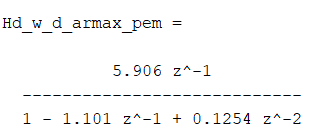 Hd_w_d_armax_pem =
5.906 z^-1
-----------------------------
1 - 1.101 z^-1 + 0.1254 z^-2